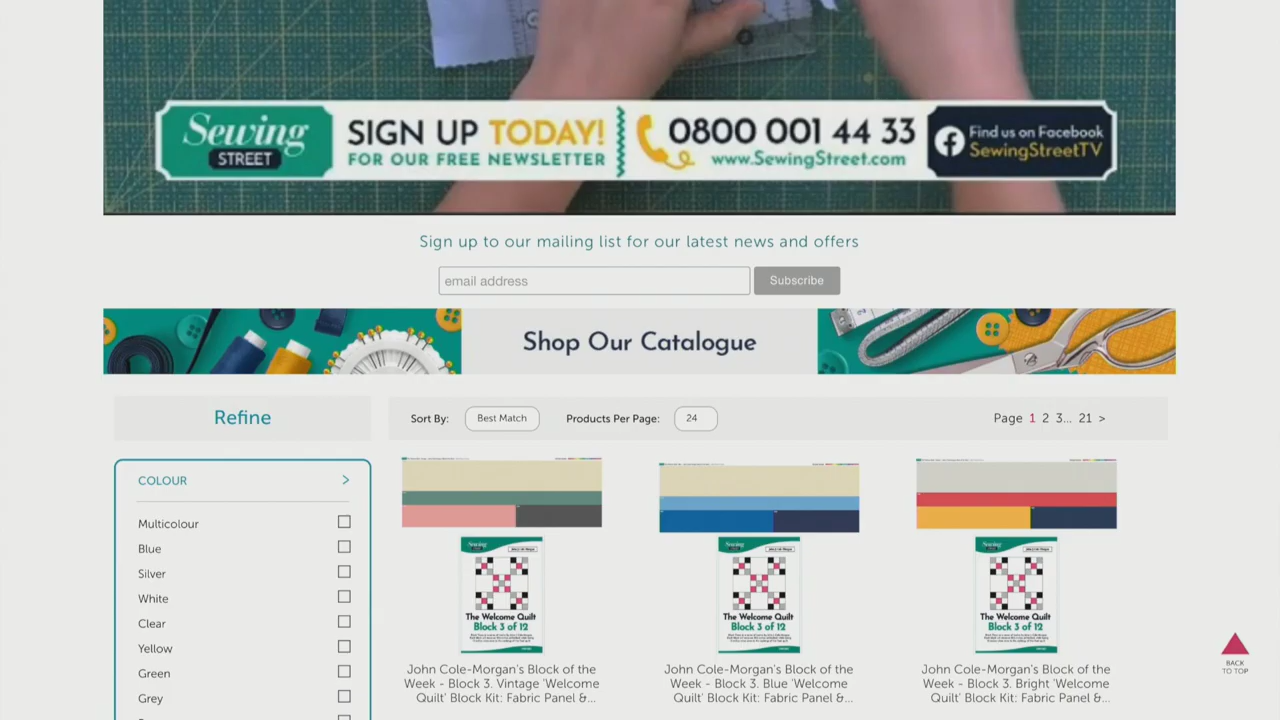 Sewing
STREET
SIGN UP TODAY!
FOR OUR FREE NEWSLETTER
0800 001 44 33
www.SewingStreet.com
Find us on Facebook
SewingStreetTV
Sign up to our mailing list for our latest news and offers
email address
Subscribe
Shop Our Catalogue
Refine
Sort By:
Best Match
Products Per Page:
24
Page 1 2 3... 21 >
COLOUR >
Multicolour
Blue
Silver
White
Clear
Yellow
Green
Grey
Sewing
The Welcome Quilt
Block 3 of 12
John Cole-Morgan's Block of the
Week - Block 3. Vintage 'Welcome
Quilt' Block Kit: Fabric Panel &...
Sewing
The Welcome Quilt
Block 3 of 12
John Cole-Morgan's Block of the
Week - Block 3. Blue 'Welcome
Quilt' Block Kit: Fabric Panel &...
Sewing
The Welcome Quilt
Block 3 of 12
John Cole-Morgan's Block of the
Week - Block 3. Bright 'Welcome
Quilt' Block Kit: Fabric Panel &...
BACK
TO TOP